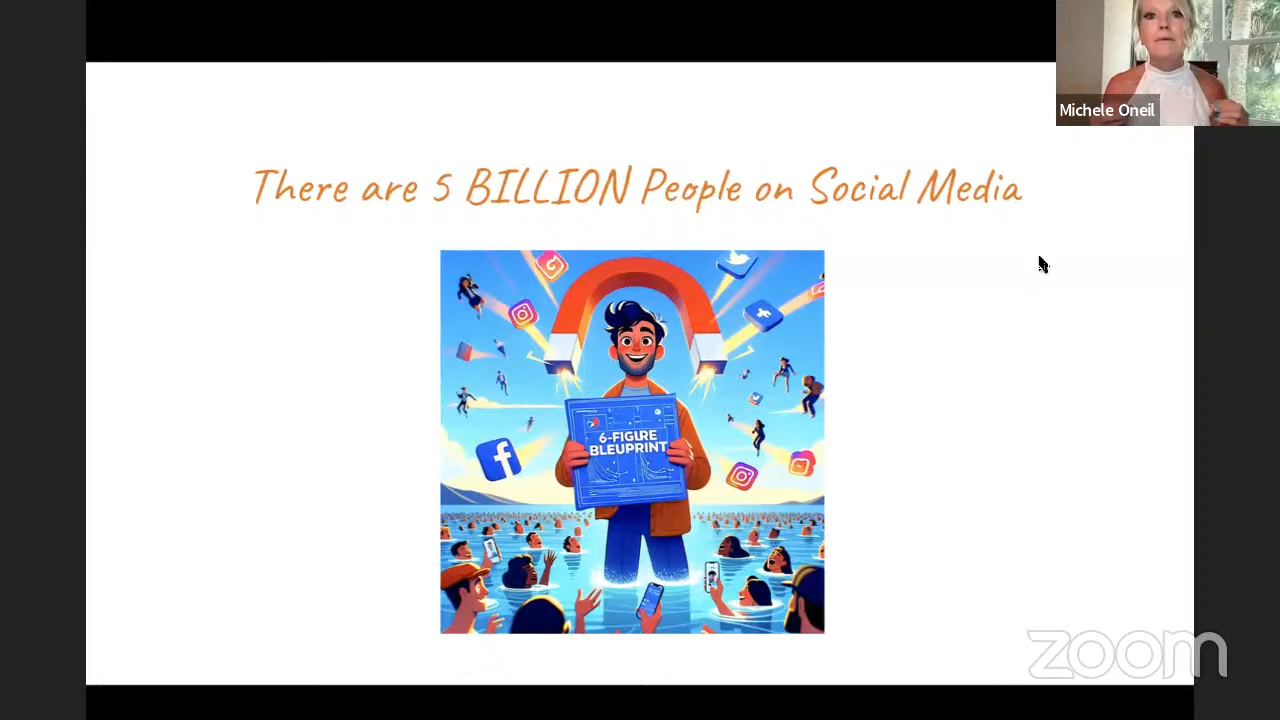 Michele Oneil
There are 5 BILLION People on Social Media
6-FIGURE
BLEUPRINT
zoom